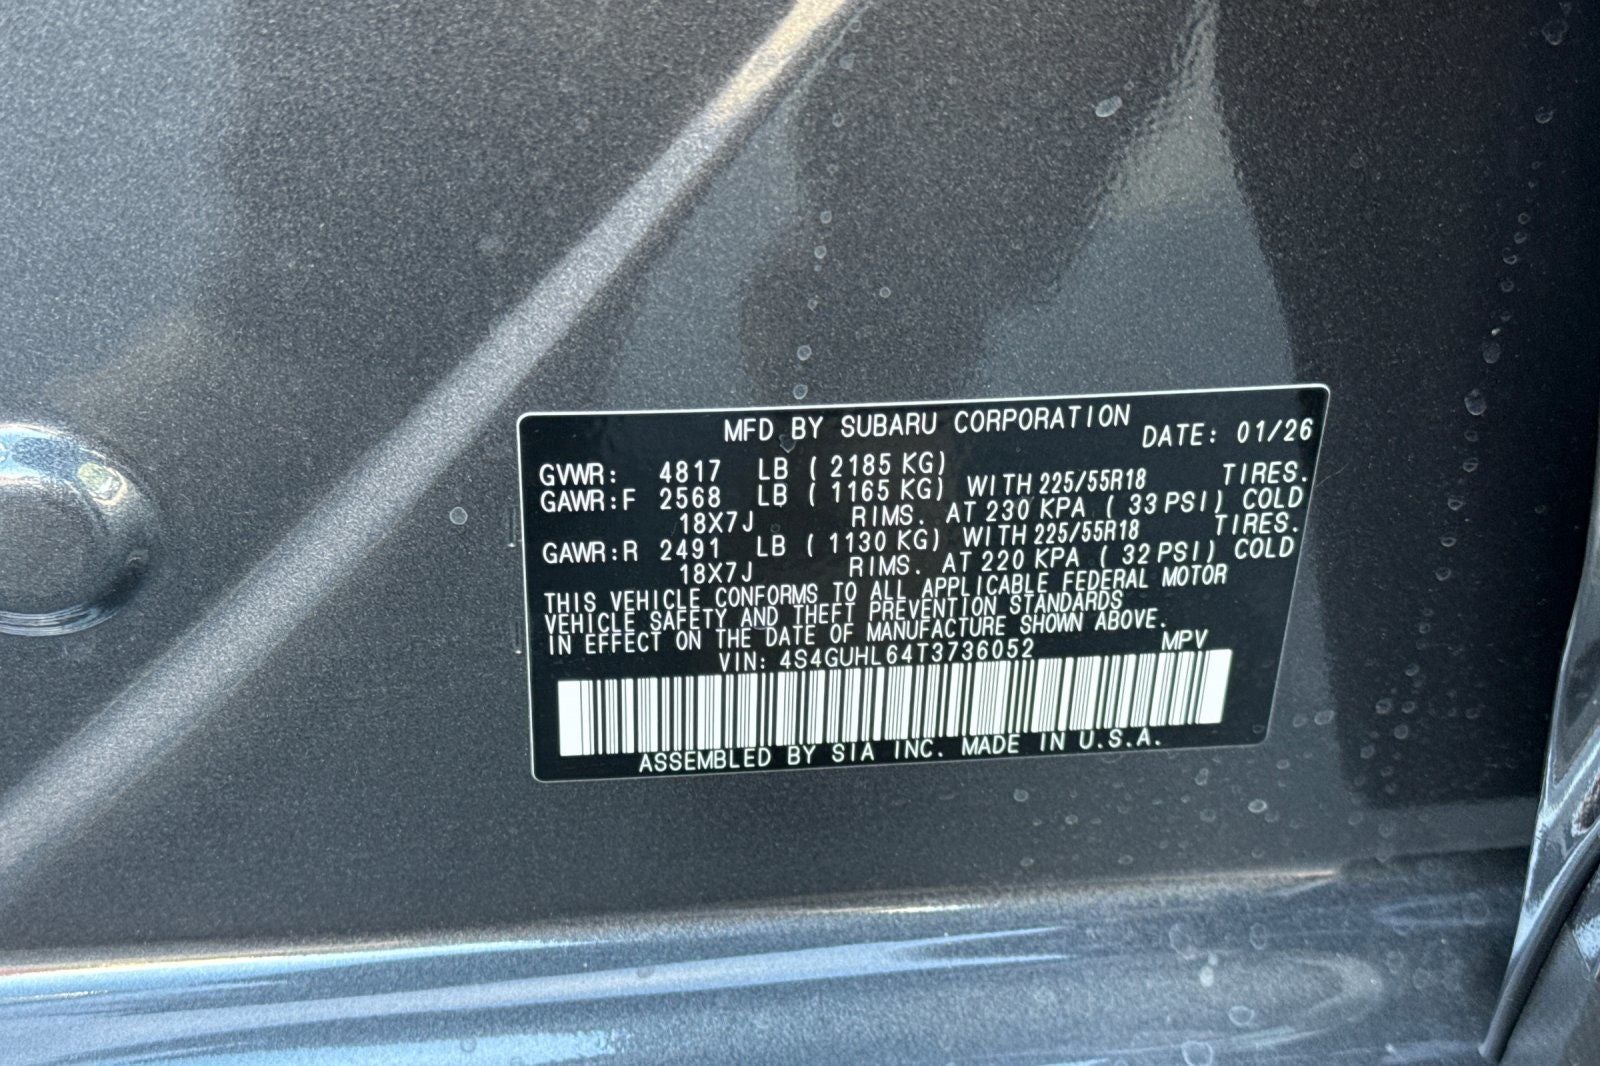 MFD BY SUBARU CORPORATION DATE: 01/26
GVWR: 4817 LB ( 2185 KG)
GAWR:F 2568 LB ( 1165 KG) WITH 225/55R18 TIRES.
18X7J RIMS. AT 230 KPA ( 33 PSI) COLD
GAWR:R 2491 LB ( 1130 KG) WITH 225/55R18 TIRES.
18X7J RIMS. AT 220 KPA ( 32 PSI) COLD
THIS VEHICLE CONFORMS TO ALL APPLICABLE FEDERAL MOTOR
VEHICLE SAFETY AND THEFT PREVENTION STANDARDS
IN EFFECT ON THE DATE OF MANUFACTURE SHOWN ABOVE.
VIN: 4S4GUHL64T3736052 MPV
ASSEMBLED BY SIA INC. MADE IN U.S.A.